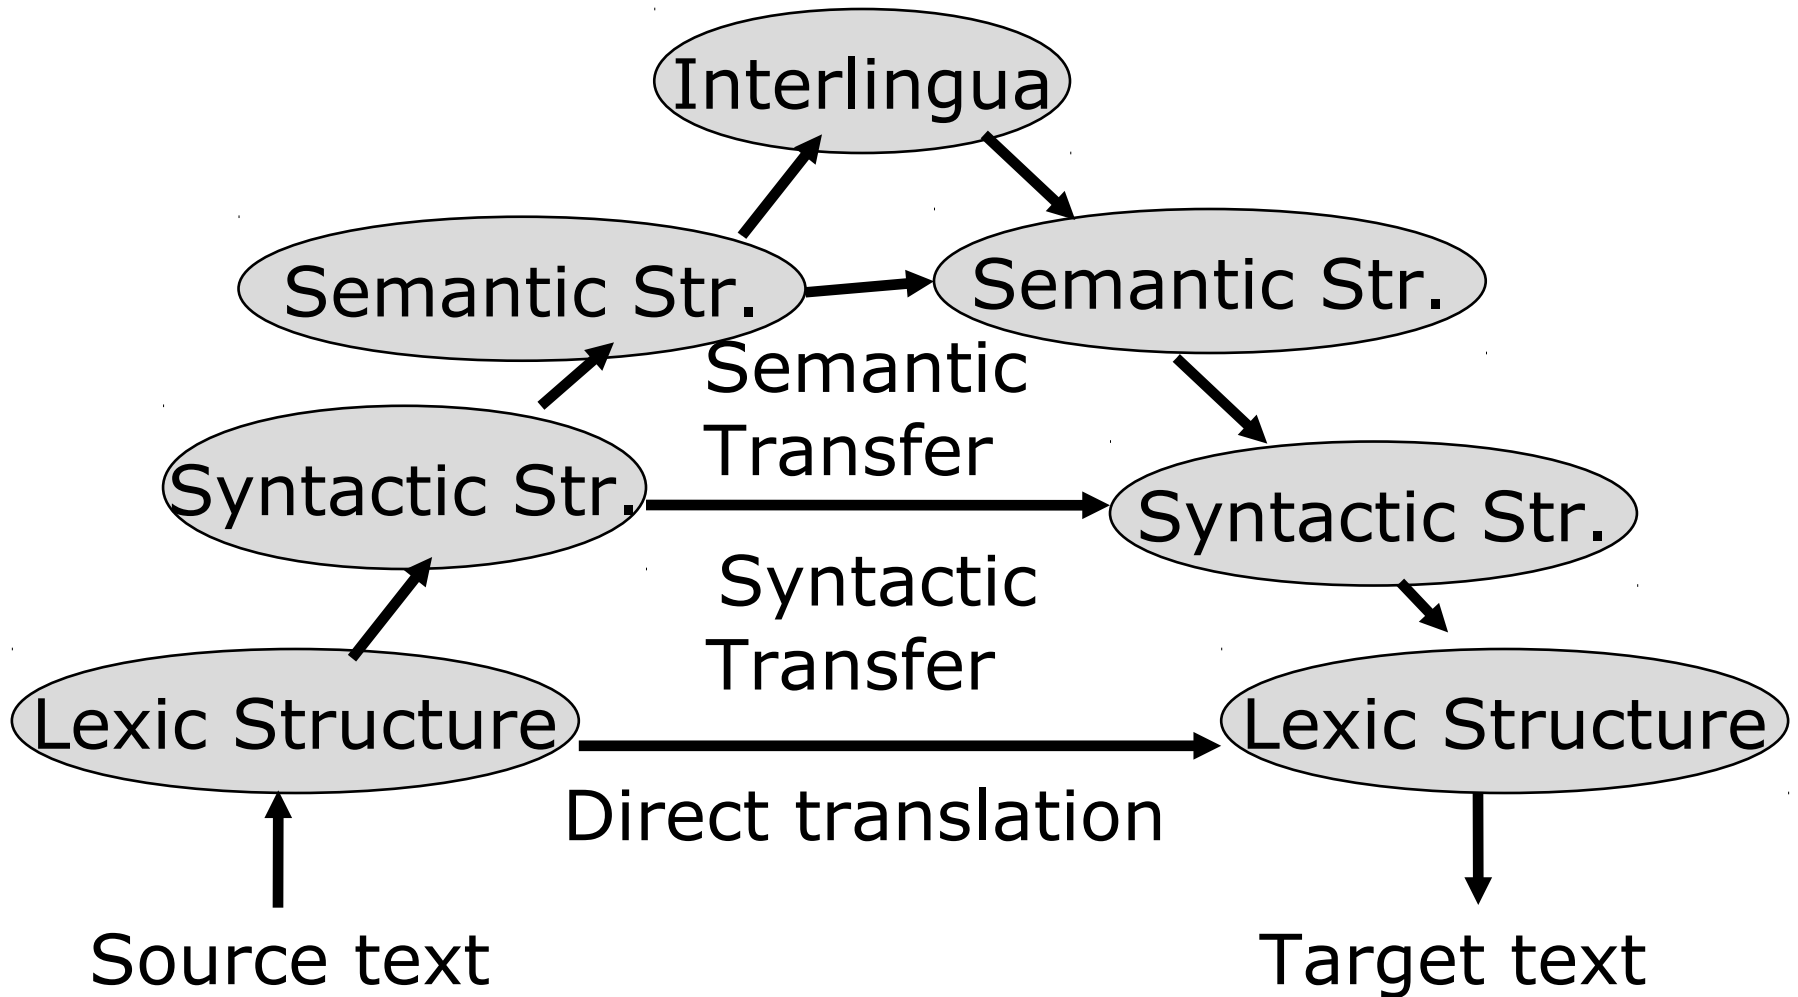 Interlingua
Semantic Str.
Semantic Str.
Semantic
Transfer
Syntactic Str.
Syntactic Str.
Syntactic
Transfer
Lexic Structure
Lexic Structure
Direct translation
Source text
Target text